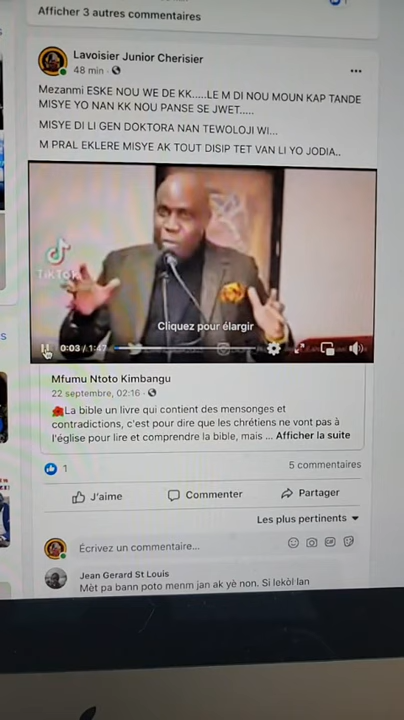 Afficher 3 autres commentaires
Lavoisier Junior Cherisier
48 min ·
Mezanmi ESKE NOU WE DE KK.....LE M DI NOU MOUN KAP TANDE
MISYE YO NAN KK NOU PANSE SE JWET.....
MISYE DI LI GEN DOKTORA NAN TEWOLOJI WI...
M PRAL EKLERE MISYE AK TOUT DISIP TET VAN LI YO JODIA..
TikTok
Cliquez pour élargir
0:03 / 1:47
Mfumu Ntoto Kimbangu
22 septembre, 02:16 ·
La bible un livre qui contient des mensonges et
contradictions, c'est pour dire que les chrétiens ne vont pas à
l'église pour lire et comprendre la bible, mais ... Afficher la suite
1
5 commentaires
J'aime
Commenter
Partager
Les plus pertinents
Écrivez un commentaire...
GIF
Jean Gerard St Louis
Mèt pa bann poto menm jan ak yè non. Si lekòl lan